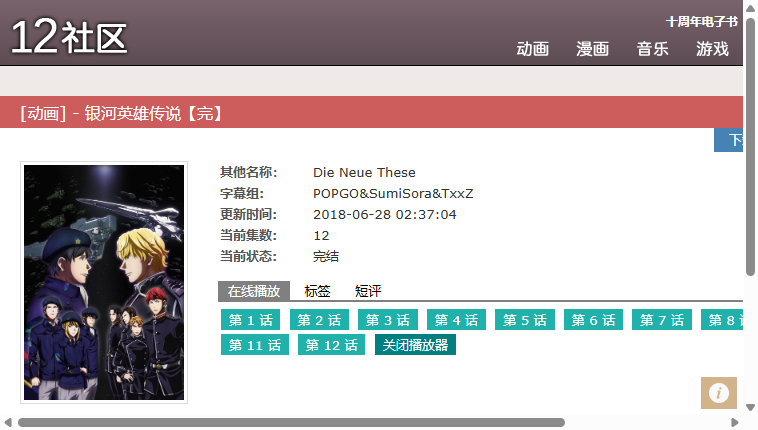 12社区
十周年电子书
动画 漫画 音乐 游戏
[动画] - 银河英雄传说【完】
下
其他名称: Die Neue These
字幕组: POPGO&SumiSora&TxxZ
更新时间: 2018-06-28 02:37:04
当前集数: 12
当前状态: 完结
在线播放 标签 短评
第 1 话 第 2 话 第 3 话 第 4 话 第 5 话 第 6 话 第 7 话 第 8
第 11 话 第 12 话 关闭播放器
i